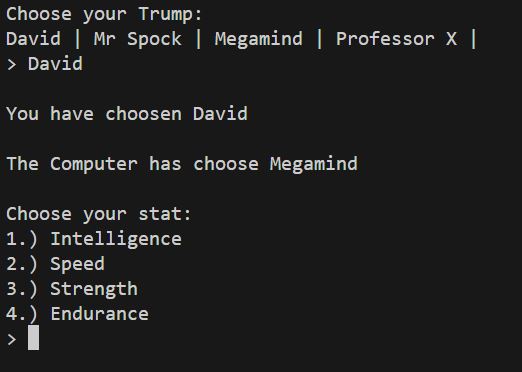 Choose your Trump:
David | Mr Spock | Megamind | Professor X |
> David
You have choosen David
The Computer has choose Megamind
Choose your stat:
1.) Intelligence
2.) Speed
3.) Strength
4.) Endurance
>